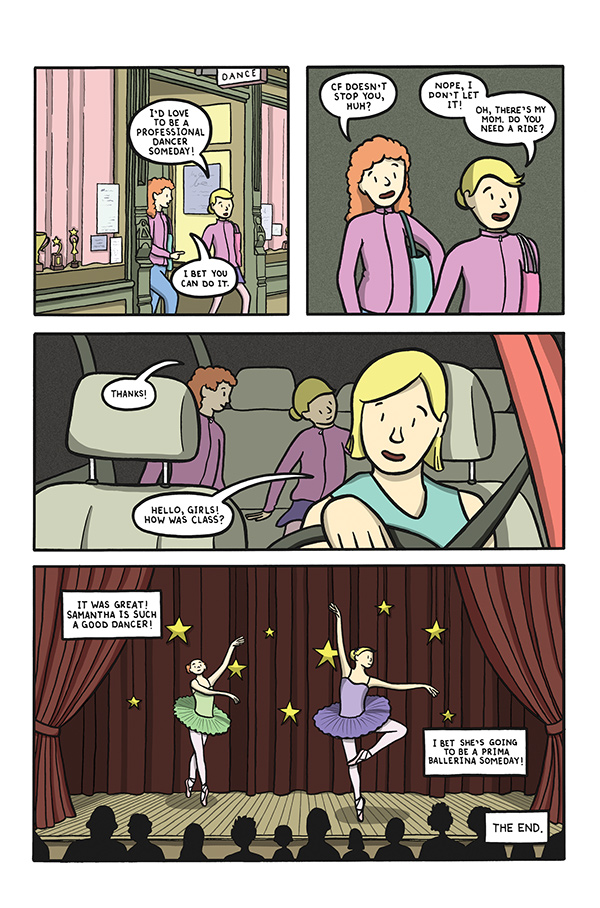 DANCE
I'D LOVE
TO BE A
PROFESSIONAL
DANCER
SOMEDAY!
I BET YOU
CAN DO IT.
CF DOESN'T
STOP YOU,
HUH?
NOPE, I
DON'T LET
IT!
OH, THERE'S MY
MOM. DO YOU
NEED A RIDE?
THANKS!
HELLO, GIRLS!
HOW WAS CLASS?
IT WAS GREAT!
SAMANTHA IS SUCH
A GOOD DANCER!
I BET SHE'S GOING
TO BE A PRIMA
BALLERINA SOMEDAY!
THE END.